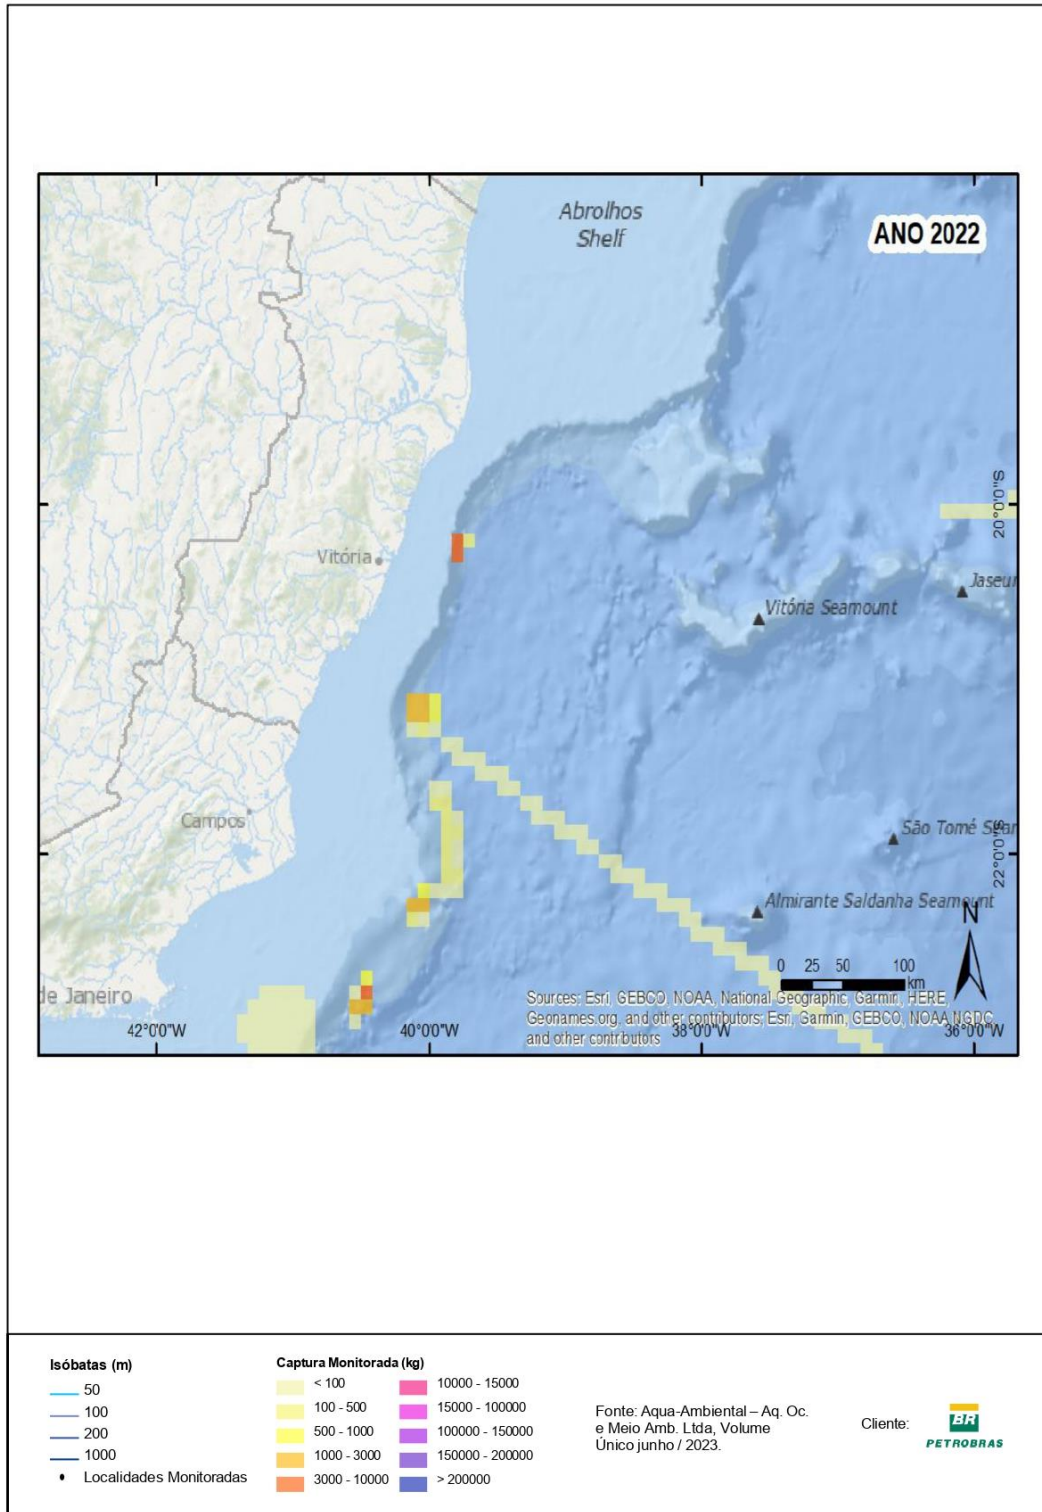 Abrolhos
Shelf
ANO 2022
20°0'0"S
Vitória
Jaseur
Vitória Seamount
Campos
São Tomé Sear
22°0'0"S
Almirante Saldanha Seamount
N
0 25 50 100
km
de Janeiro
Sources: Esri, GEBCO, NOAA, National Geographic, Garmin, HERE,
Geonames.org, and other contributors; Esri, Garmin, GEBCO, NOAA NGDC,
and other contributors
42°0'0"W 40°0'0"W 38°0'0"W 36°0'0"W
Isóbatas (m)
50
100
200
1000
Localidades Monitoradas
Captura Monitorada (kg)
< 100
100 - 500
500 - 1000
1000 - 3000
3000 - 10000
10000 - 15000
15000 - 100000
100000 - 150000
150000 - 200000
> 200000
Fonte: Aqua-Ambiental – Aq. Oc.
e Meio Amb. Ltda, Volume
Único junho / 2023.
Cliente:
BR
PETROBRAS